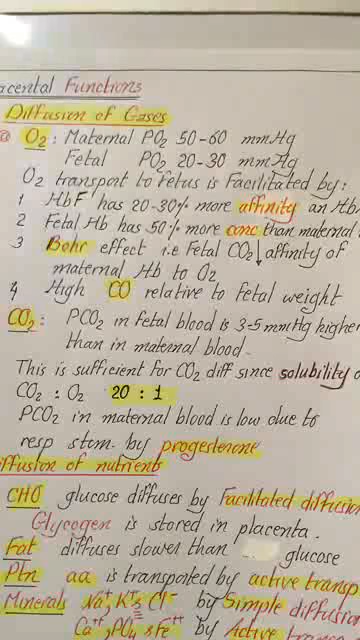 acental Functions
Diffusion of Gases
@ O2 : Maternal PO2 50-60 mmHg
Fetal PO2 20-30 mmHg
O2 transport to fetus is Facilitated by :
1 HbF has 20-30% more affinity an Hb
2 Fetal Hb has 50% more conc than maternal
3 Bohr effect i.e Fetal CO2 ↓ affinity of
maternal Hb to O2
4 High CO relative to Fetal weight
CO2 : PCO2 in Fetal blood is 3-5 mmHg higher
than in maternal blood.
This is sufficient for CO2 diff since solubility o
CO2 : O2 20 : 1
PCO2 in maternal blood is low due to
resp stim. by progesterone
iffusion of nutrients
CHO glucose diffuses by Facilitated diffusion
Glycogen is stored in placenta.
Fat diffuses slower than glucose
Ptn aa is transported by active transp
Minerals Na+, K+ & Cl- by Simple diffusio
Ca++, PO4 & Fe++ by Active trans